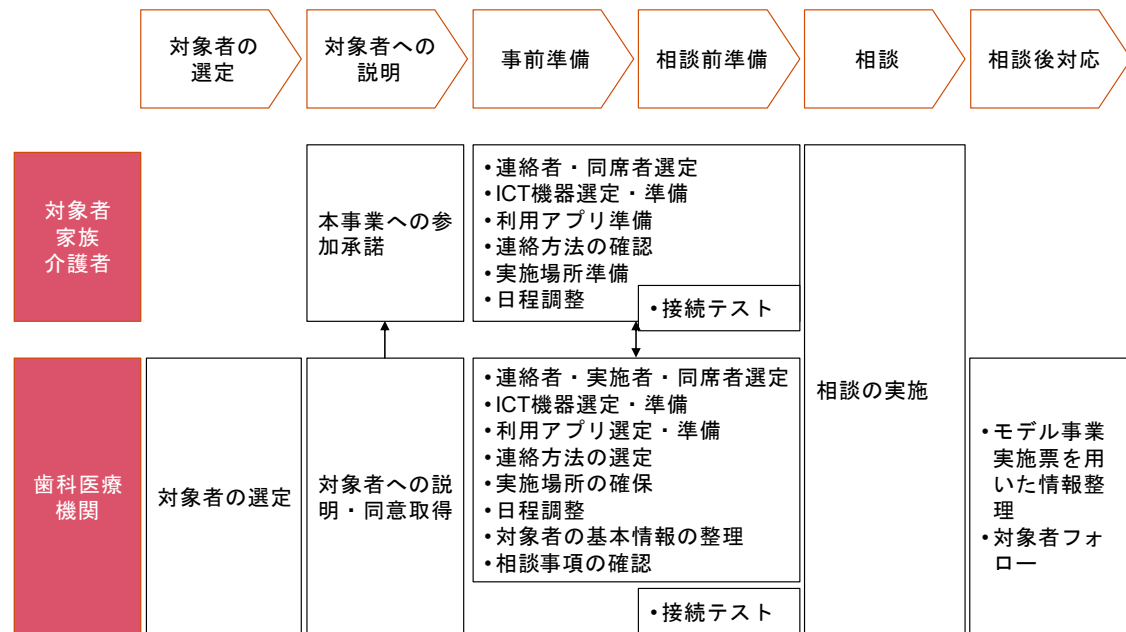 対象者の
選定
対象者への
説明
事前準備
相談前準備
相談
相談後対応
対象者
家族
介護者
本事業への参
加承諾
•連絡者・同席者選定
•ICT機器選定・準備
•利用アプリ準備
•連絡方法の確認
•実施場所準備
•日程調整
•接続テスト
歯科医療
機関
対象者の選定
対象者への説
明・同意取得
•連絡者・実施者・同席者選定
•ICT機器選定・準備
•利用アプリ選定・準備
•連絡方法の選定
•実施場所の確保
•日程調整
•対象者の基本情報の整理
•相談事項の確認
•接続テスト
相談の実施
•モデル事業
実施票を用
いた情報整
理
•対象者フォ
ロー